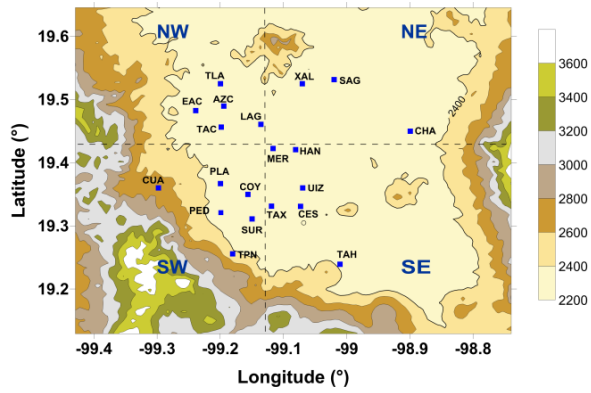 19.6
NW
NE
3600
TLA
XAL
SAG
3400
19.5
EAC
AZC
2400
3200
LAG
TAC
CHA
3000
19.4
MER
HAN
2800
CUA
PLA
COY
UIZ
2600
19.3
PED
TAX
CES
SUR
2400
SW
TPN
TAH
SE
2200
19.2
-99.4
-99.3
-99.2
-99.1
-99
-98.9
-98.8
Latitude (°)
Longitude (°)